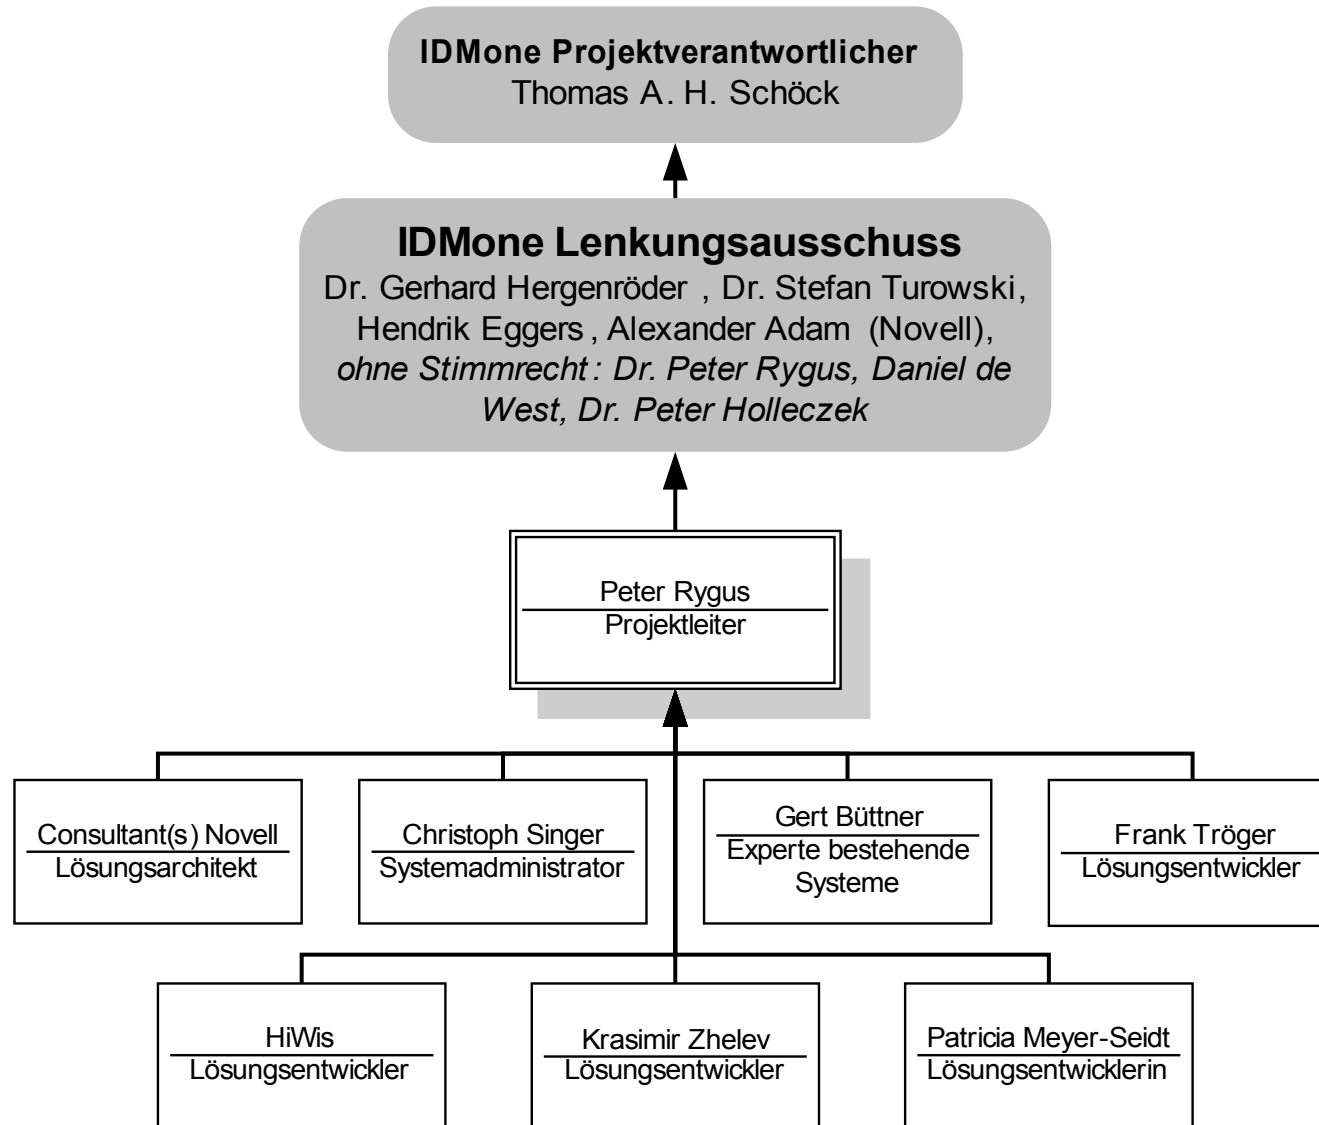 IDMone Projektverantwortlicher
Thomas A. H. Schöck
IDMone Lenkungsausschuss
Dr. Gerhard Hergenröder , Dr. Stefan Turowski,
Hendrik Eggers , Alexander Adam (Novell),
ohne Stimmrecht : Dr. Peter Rygus, Daniel de
West, Dr. Peter Holleczek
Peter Rygus
Projektleiter
Consultant(s) Novell
Lösungsarchitekt
Christoph Singer
Systemadministrator
Gert Büttner
Experte bestehende
Systeme
Frank Tröger
Lösungsentwickler
HiWis
Lösungsentwickler
Krasimir Zhelev
Lösungsentwickler
Patricia Meyer-Seidt
Lösungsentwicklerin